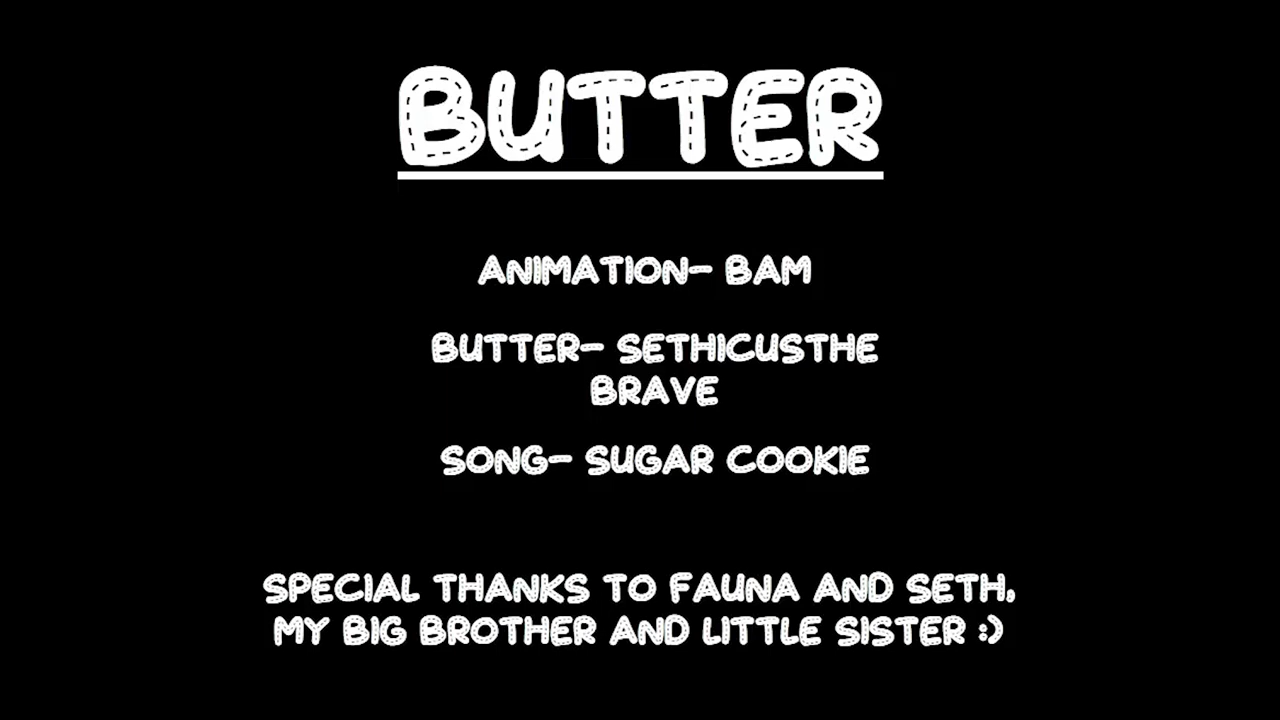 BUTTER
ANIMATION- BAM
BUTTER- SETHICUSTHE
BRAVE
SONG- SUGAR COOKIE
SPECIAL THANKS TO FAUNA AND SETH,
MY BIG BROTHER AND LITTLE SISTER :)